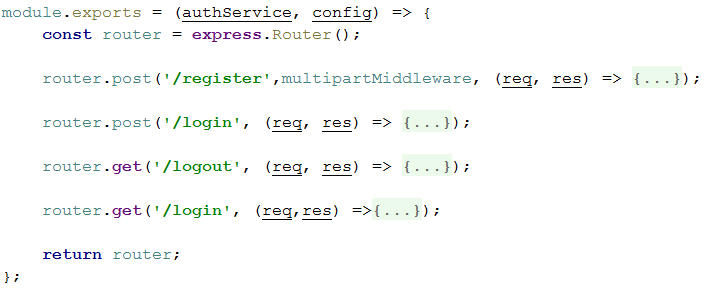 module.exports = (authService, config) => {
    const router = express.Router();
    router.post('/register',multipartMiddleware, (req, res) => {...});
    router.post('/login', (req, res) => {...});
    router.get('/logout', (req, res) => {...});
    router.get('/login', (req,res) =>{...});
    return router;
};